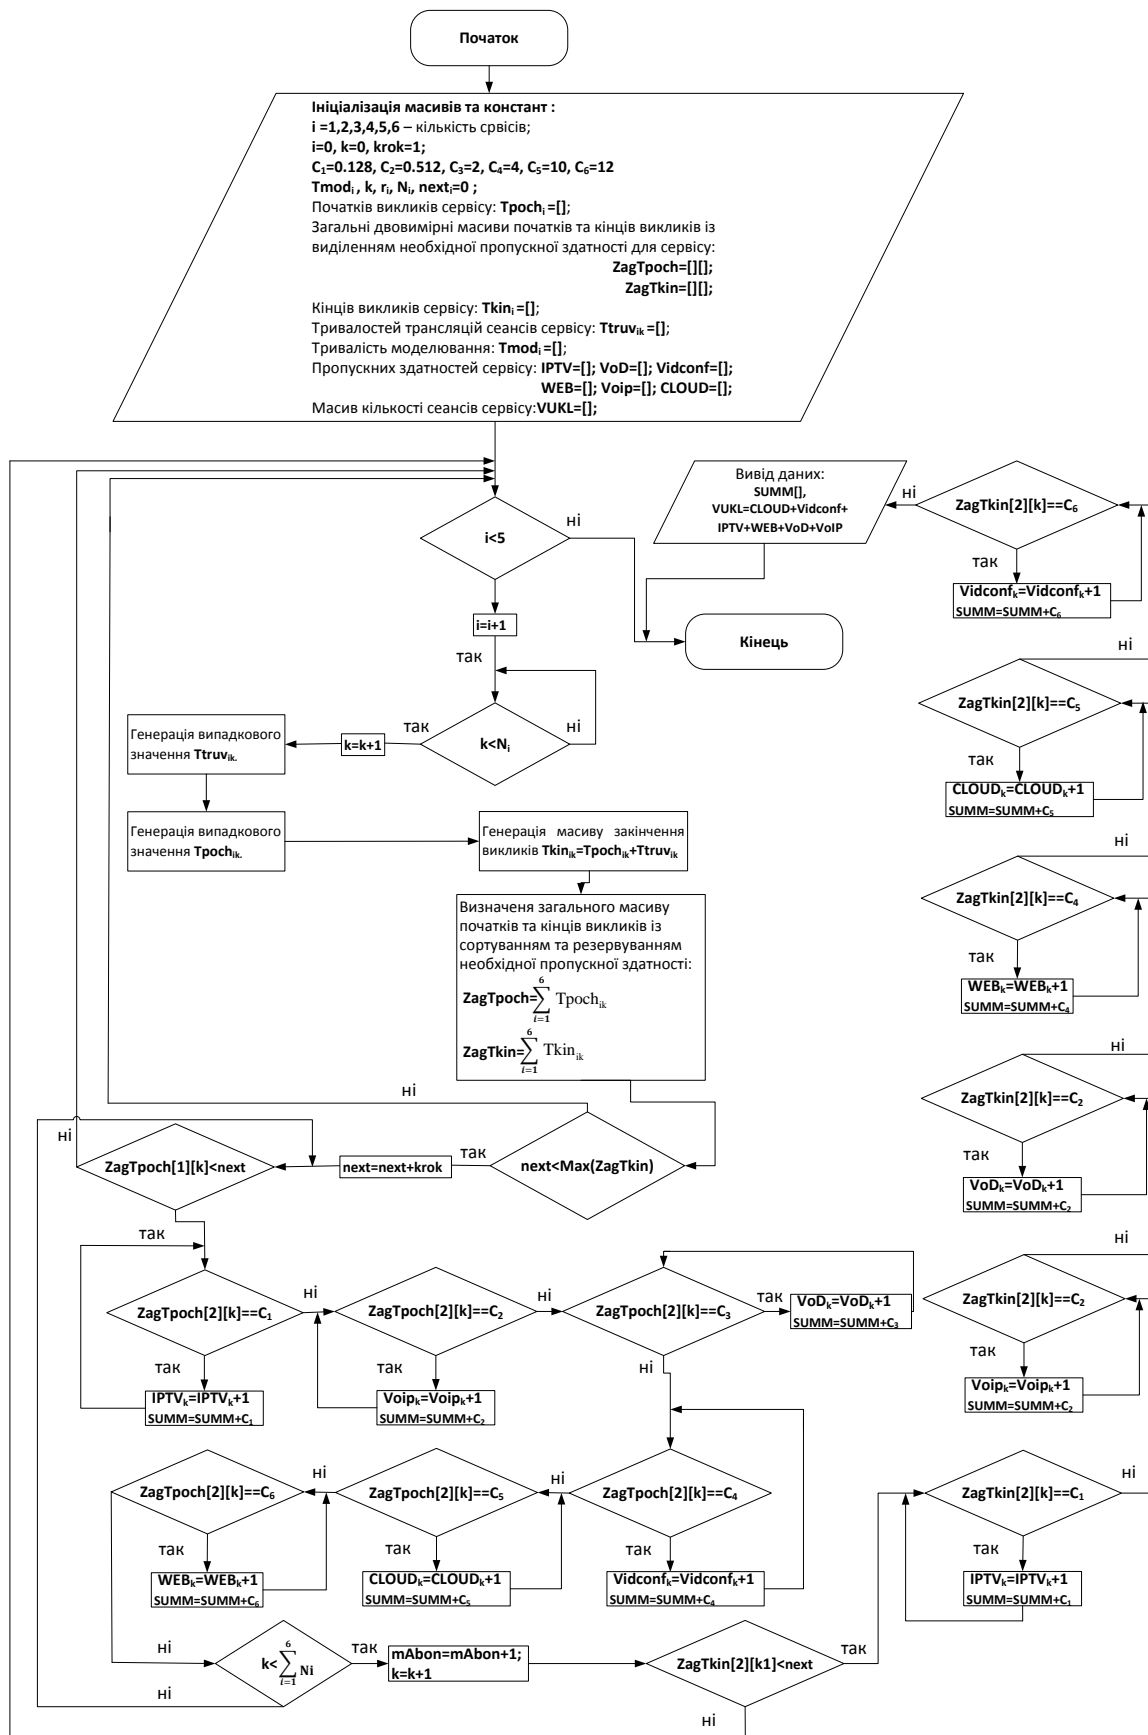 Початок
Ініціалізація масивів та констант :
i =1,2,3,4,5,6 – кількість срвісів;
i=0, k=0, krok=1;
C₁=0.128, C₂=0.512, C₃=2, C₄=4, C₅=10, C₆=12
Tmodᵢ , k, rᵢ, Nᵢ, nextᵢ=0 ;
Початків викликів сервісу: Tpochᵢ =[];
Загальні двовимірні масиви початків та кінців викликів із
виділенням необхідної пропускної здатності для сервісу:
ZagTpoch=[][];
ZagTkin=[][];
Кінців викликів сервісу: Tkinᵢ =[];
Тривалостей трансляцій сеансів сервісу: Ttruvᵢₖ =[];
Тривалість моделювання: Tmodᵢ =[];
Пропускних здатностей сервісу: IPTV=[]; VoD=[]; Vidconf=[];
WEB=[]; Voip=[]; CLOUD=[];
Масив кількості сеансів сервісу:VUKL=[];
i<5
ні
i=i+1
так
Вивід даних:
SUMM[],
VUKL=CLOUD+Vidconf+
IPTV+WEB+VoD+VoIP
Кінець
ні
ZagTkin[2][k]==C₆
так
Vidconfₖ=Vidconfₖ+1
SUMM=SUMM+C₆
ні
ZagTkin[2][k]==C₅
так
CLOUDₖ=CLOUDₖ+1
SUMM=SUMM+C₅
k<Nᵢ
ні
так
k=k+1
Генерація випадкового
значення Ttruvᵢₖ.
Генерація випадкового
значення Tpochᵢₖ.
Генерація масиву закінчення
викликів Tkinᵢₖ=Tpochᵢₖ+Ttruvᵢₖ
Визначеня загального масиву
початків та кінців викликів із
сортуванням та резервуванням
необхідної пропускної здатності:
ZagTpoch=∑ᵢ₌₁⁶ Tpochᵢₖ
ZagTkin=∑ᵢ₌₁⁶ Tkinᵢₖ
ні
ZagTkin[2][k]==C₄
так
WEBₖ=WEBₖ+1
SUMM=SUMM+C₄
ні
ZagTkin[2][k]==C₂
так
VoDₖ=VoDₖ+1
SUMM=SUMM+C₂
ні
next<Max(ZagTkin)
так
next=next+krok
ні
ZagTpoch[1][k]<next
так
ZagTpoch[2][k]==C₁
ні
так
IPTVₖ=IPTVₖ+1
SUMM=SUMM+C₁
ZagTpoch[2][k]==C₂
ні
так
Voipₖ=Voipₖ+1
SUMM=SUMM+C₂
ZagTpoch[2][k]==C₃
так
VoDₖ=VoDₖ+1
SUMM=SUMM+C₃
ні
ні
ZagTkin[2][k]==C₂
так
Voipₖ=Voipₖ+1
SUMM=SUMM+C₂
ZagTpoch[2][k]==C₆
ні
так
WEBₖ=WEBₖ+1
SUMM=SUMM+C₆
ZagTpoch[2][k]==C₅
ні
так
CLOUDₖ=CLOUDₖ+1
SUMM=SUMM+C₅
ZagTpoch[2][k]==C₄
так
Vidconfₖ=Vidconfₖ+1
SUMM=SUMM+C₄
ZagTkin[2][k]==C₁
ні
так
IPTVₖ=IPTVₖ+1
SUMM=SUMM+C₁
ні
k<∑ᵢ₌₁⁶ Ni
так
ні
mAbon=mAbon+1;
k=k+1
ZagTkin[2][k1]<next
так
ні